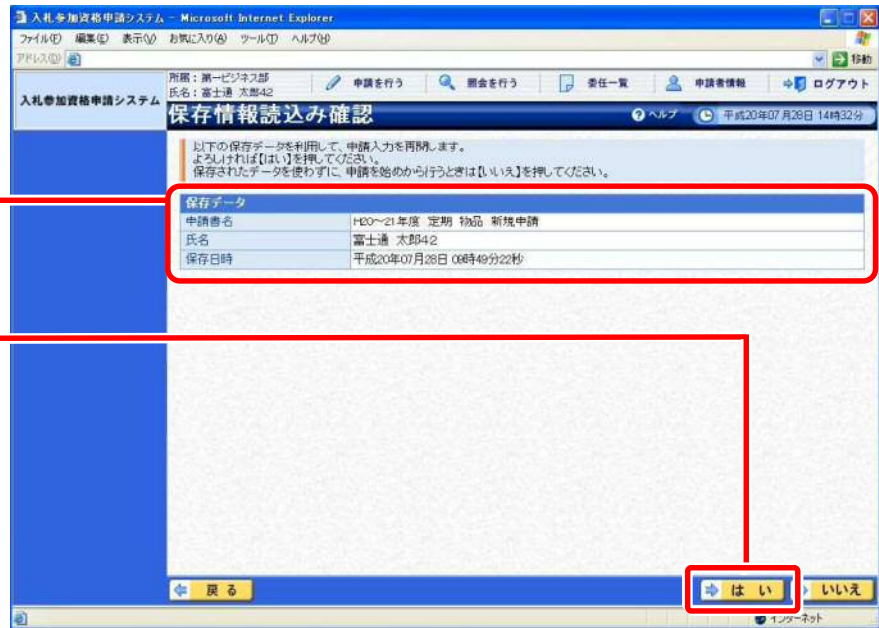 入札参加資格申請システム - Microsoft Internet Explorer
ファイル(F) 編集(E) 表示(V) お気に入り(A) ツール(T) ヘルプ(H)
アドレス(D) 移動
入札参加資格申請システム
所属：第一ビジネス部
氏名：富士通 太郎42
申請を行う 照会を行う 委任一覧 申請者情報 ログアウト
保存情報読込み確認
ヘルプ 平成20年07月28日 14時32分
以下の保存データを利用して、申請入力を再開します。
よろしければ【はい】を押してください。
保存されたデータを使わずに、申請を始めから行うときは【いいえ】を押してください。
保存データ
申請書名 H20～21年度 定期 物品 新規申請
氏名 富士通 太郎42
保存日時 平成20年07月28日 09時49分22秒
戻る はい いいえ
インターネット